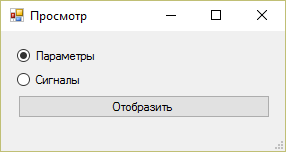 Просмотр
Параметры
Сигналы
Отобразить